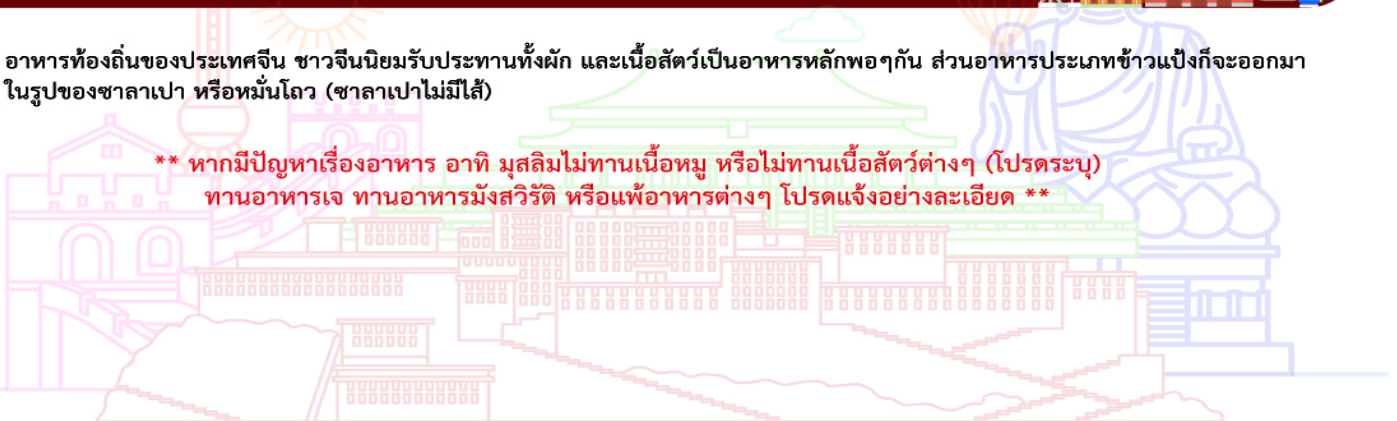 อาหารท้องถิ่นของประเทศจีน ชาวจีนนิยมรับประทานทั้งผัก และเนื้อสัตว์เป็นอาหารหลักพอๆกัน ส่วนอาหารประเภทข้าวแป้งก็จะออกมา
ในรูปของซาลาเปา หรือหมั่นโถว (ซาลาเปาไม่มีไส้)
** หากมีปัญหาเรื่องอาหาร อาทิ มุสลิมไม่ทานเนื้อหมู หรือไม่ทานเนื้อสัตว์ต่างๆ (โปรดระบุ)
ทานอาหารเจ ทานอาหารมังสวิรัติ หรือแพ้อาหารต่างๆ โปรดแจ้งอย่างละเอียด **